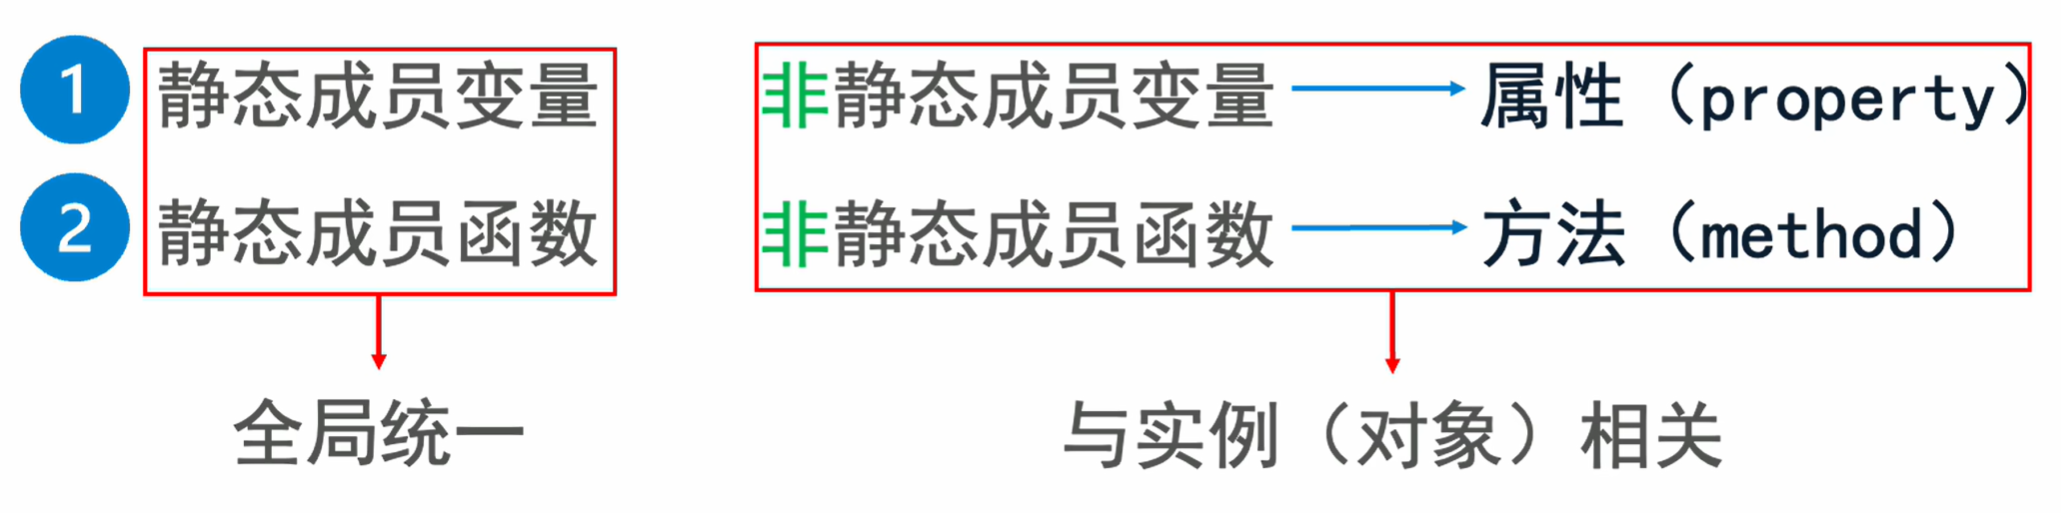 1 静态成员变量 非静态成员变量 属性（property）
2 静态成员函数 非静态成员函数 方法（method）
全局统一 与实例（对象）相关